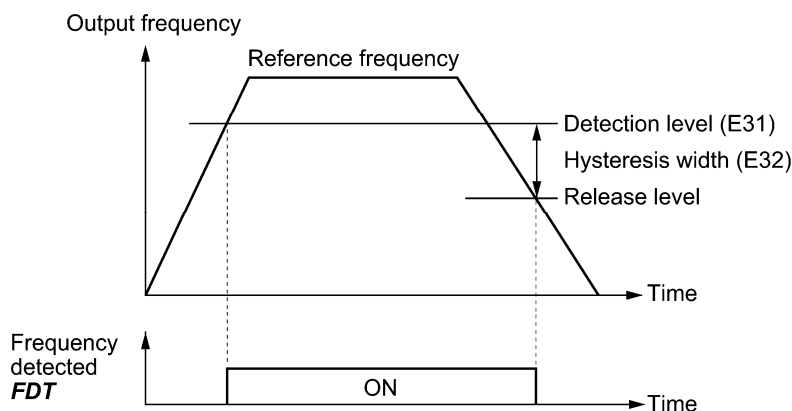 Output frequency
Reference frequency
Detection level (E31)
Hysteresis width (E32)
Release level
Time
Frequency
detected
FDT
ON
Time